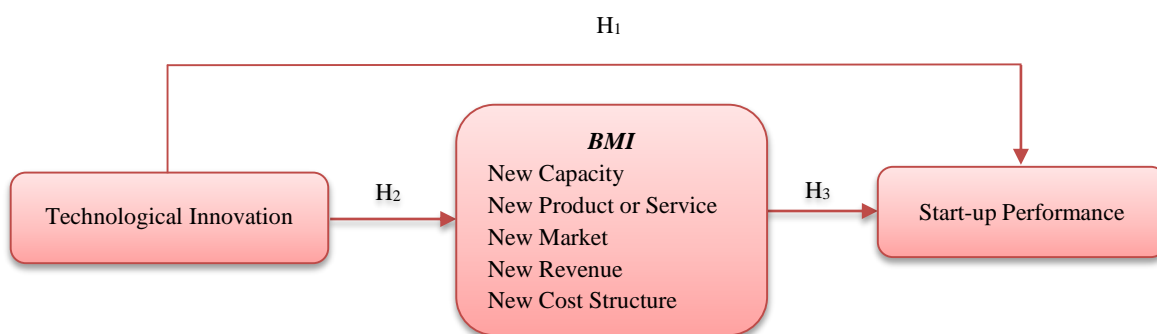 H₁
Technological Innovation
H₂
BMI
New Capacity
New Product or Service
New Market
New Revenue
New Cost Structure
H₃
Start-up Performance